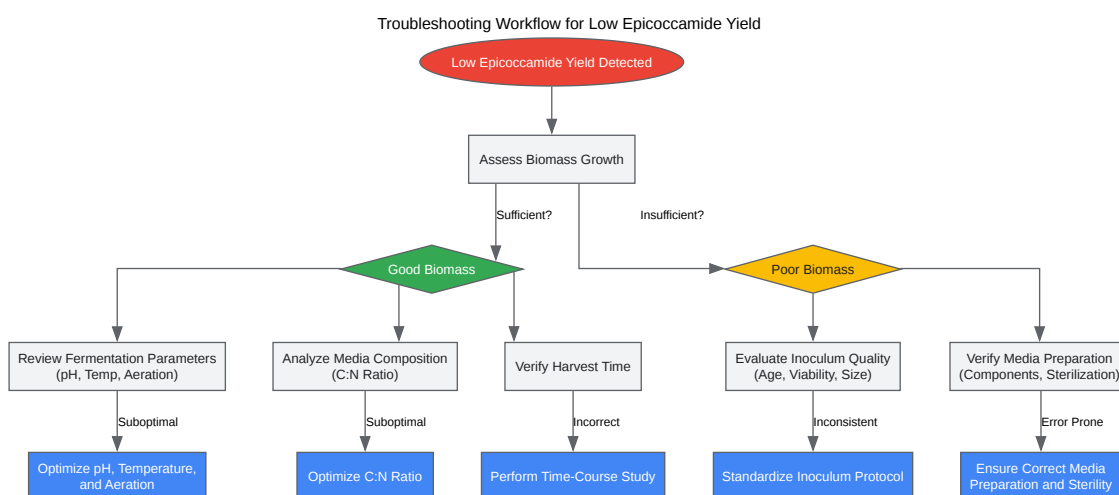 Troubleshooting Workflow for Low Epicoccamide Yield
Low Epicoccamide Yield Detected
Assess Biomass Growth
Sufficient?
Insufficient?
Good Biomass
Poor Biomass
Review Fermentation Parameters
(pH, Temp, Aeration)
Analyze Media Composition
(C:N Ratio)
Verify Harvest Time
Evaluate Inoculum Quality
(Age, Viability, Size)
Verify Media Preparation
(Components, Sterilization)
Suboptimal
Suboptimal
Incorrect
Inconsistent
Error Prone
Optimize pH, Temperature,
and Aeration
Optimize C:N Ratio
Perform Time-Course Study
Standardize Inoculum Protocol
Ensure Correct Media
Preparation and Sterility